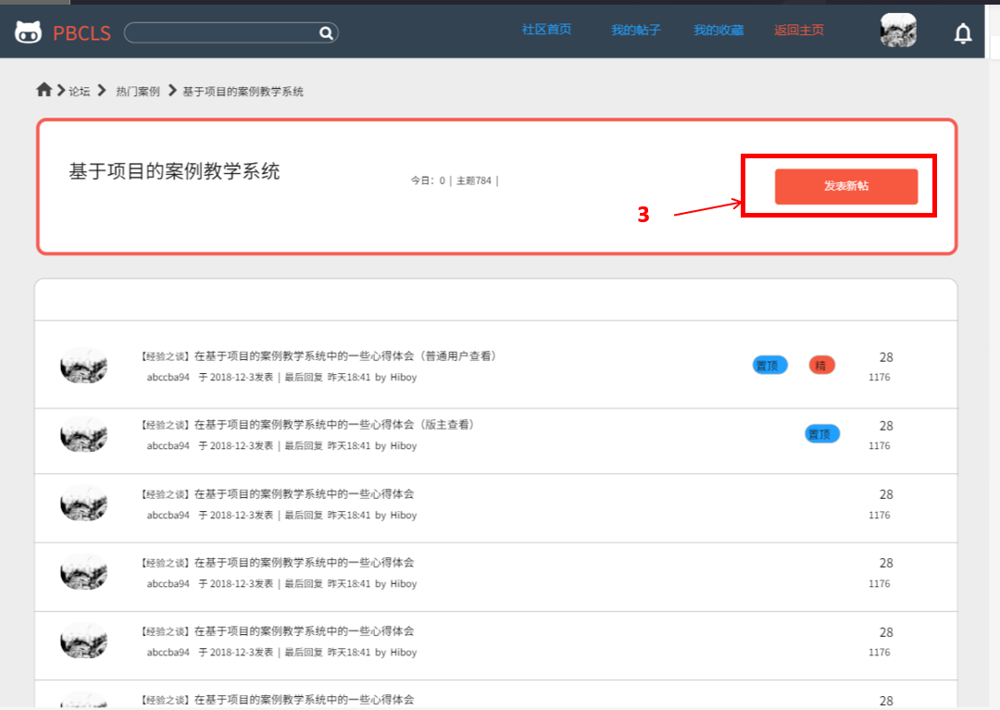 PBCLS 社区首页 我的帖子 我的收藏 返回主页
论坛 热门案例 基于项目的案例教学系统
基于项目的案例教学系统
今日：0 | 主题784 |
发表新帖
3
【经验之谈】在基于项目的案例教学系统中的一些心得体会（普通用户查看） 置顶 精 28
abccba94 于 2018-12-3发表 | 最后回复 昨天18:41 by Hiboy 1176
【经验之谈】在基于项目的案例教学系统中的一些心得体会（版主查看） 置顶 28
abccba94 于 2018-12-3发表 | 最后回复 昨天18:41 by Hiboy 1176
【经验之谈】在基于项目的案例教学系统中的一些心得体会 28
abccba94 于 2018-12-3发表 | 最后回复 昨天18:41 by Hiboy 1176
【经验之谈】在基于项目的案例教学系统中的一些心得体会 28
abccba94 于 2018-12-3发表 | 最后回复 昨天18:41 by Hiboy 1176
【经验之谈】在基于项目的案例教学系统中的一些心得体会 28
abccba94 于 2018-12-3发表 | 最后回复 昨天18:41 by Hiboy 1176
【经验之谈】在基于项目的案例教学系统中的一些心得体会 28